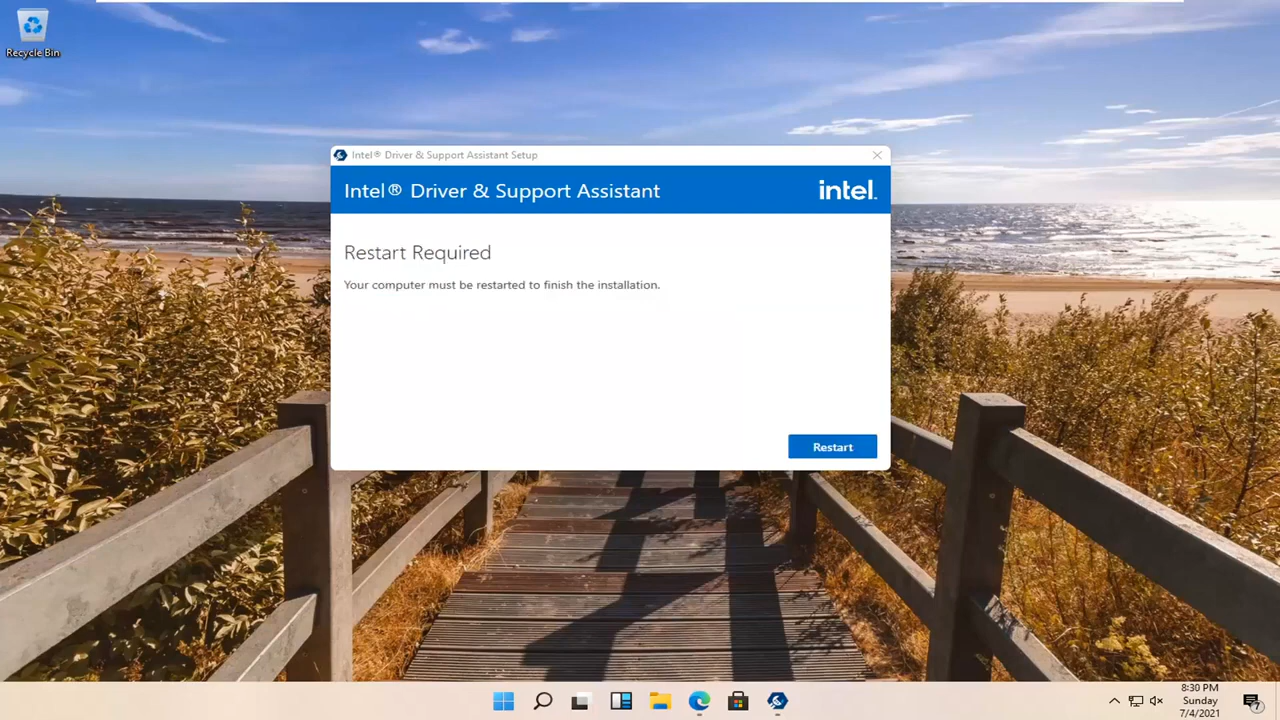 Recycle Bin
Intel® Driver & Support Assistant Setup
Intel® Driver & Support Assistant
intel.
Restart Required
Your computer must be restarted to finish the installation.
Restart
8:30 PM
Sunday
7/4/2021
7